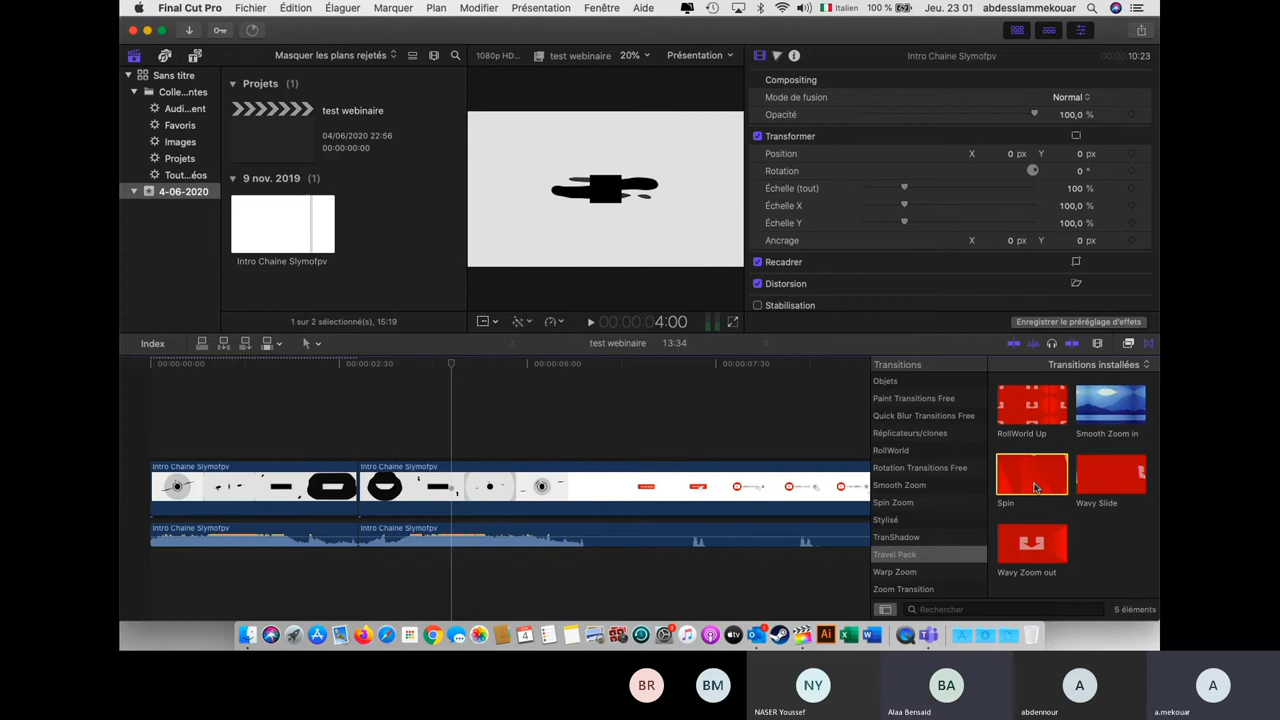 Final Cut Pro Fichier Édition Élaguer Marquer Plan Modifier Présentation Fenêtre Aide Italien 100 % Jeu. 23 01 abdesslammekouar
Masquer les plans rejetés 1080p HD... test webinaire 20% Présentation Intro Chaine Slymofpv 00:00:10:23
Sans titre
Colle...ntes
Audi...ent
Favoris
Images
Projets
Tout...éos
4-06-2020
Projets (1)
test webinaire
04/06/2020 22:56
00:00:00:00
9 nov. 2019 (1)
Intro Chaine Slymofpv
1 sur 2 sélectionné(s), 15:19
00:00:00:04:00
Compositing
Mode de fusion Normal
Opacité 100,0 %
Transformer
Position X 0 px Y 0 px
Rotation 0 °
Échelle (tout) 100 %
Échelle X 100,0 %
Échelle Y 100,0 %
Ancrage X 0 px Y 0 px
Recadrer
Distorsion
Stabilisation
Enregistrer le préréglage d'effets
Index test webinaire 13:34
00:00:00:00 00:00:02:30 00:00:05:00 00:00:07:30
Intro Chaine Slymofpv Intro Chaine Slymofpv
Intro Chaine Slymofpv Intro Chaine Slymofpv
Transitions Transitions installées
Objets
Paint Transitions Free
Quick Blur Transitions Free
Réplicateurs/clones
RollWorld
Rotation Transitions Free
Smooth Zoom
Spin Zoom
Stylisé
TranShadow
Travel Pack
Warp Zoom
Zoom Transition
RollWorld Up Smooth Zoom in
Spin Wavy Slide
Wavy Zoom out
Rechercher 5 éléments
BR BM NY BA A A
NASER Youssef Alaa Bensaid abdennour a.mekouar